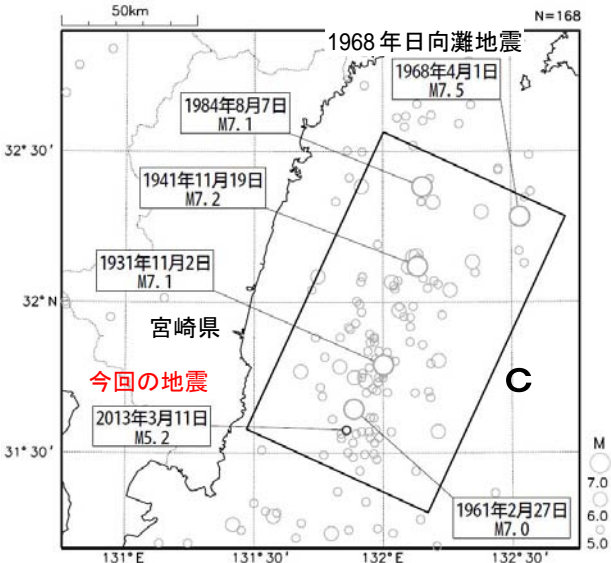 50km
N=168
1968年日向灘地震
1968年4月1日
M7.5
1984年8月7日
M7.1
32°30′
1941年11月19日
M7.2
1931年11月2日
M7.1
32°N
宮崎県
今回の地震
C
2013年3月11日
M5.2
31°30′
M
7.0
6.0
5.0
1961年2月27日
M7.0
131°E
131°30′
132°E
132°30′